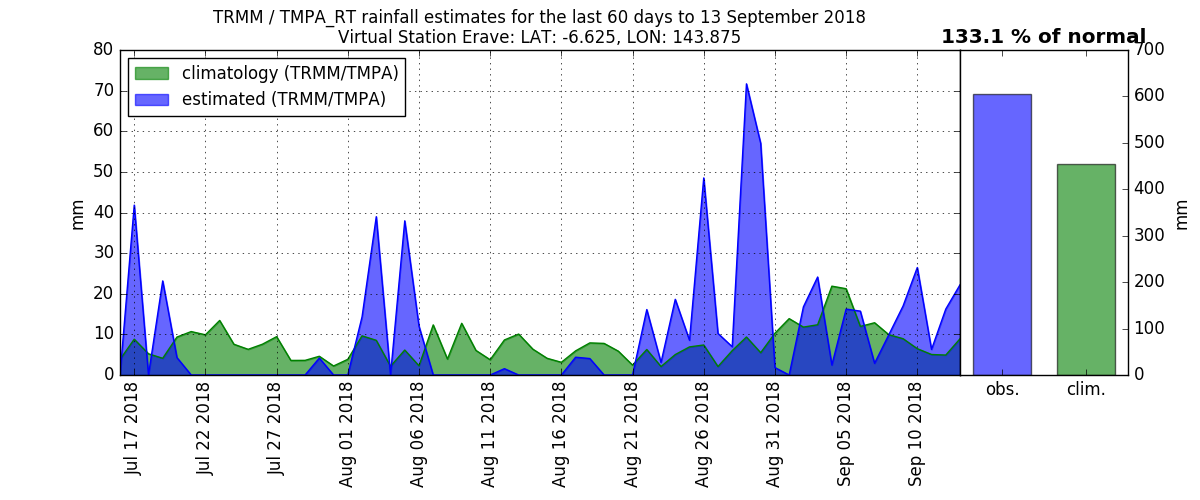 TRMM / TMPA_RT rainfall estimates for the last 60 days to 13 September 2018
Virtual Station Erave: LAT: -6.625, LON: 143.875
133.1 % of normal
climatology (TRMM/TMPA)
estimated (TRMM/TMPA)
mm
80
70
60
50
40
30
20
10
0
Jul 17 2018
Jul 22 2018
Jul 27 2018
Aug 01 2018
Aug 06 2018
Aug 11 2018
Aug 16 2018
Aug 21 2018
Aug 26 2018
Aug 31 2018
Sep 05 2018
Sep 10 2018
obs.
clim.
700
600
500
400
300
200
100
0
mm